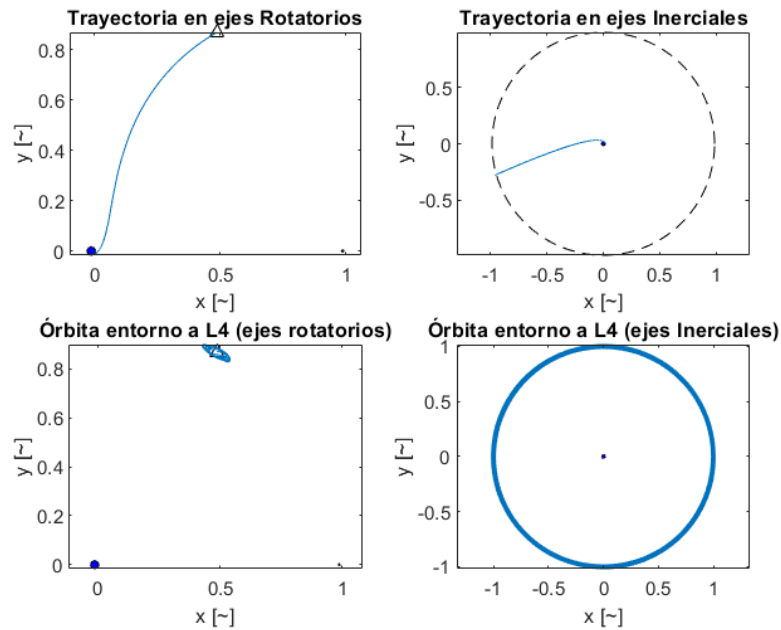 Trayectoria en ejes Rotatorios
0.8
0.6
0.4
0.2
0
y [~]
0
0.5
1
x [~]
Trayectoria en ejes Inerciales
0.5
0
-0.5
y [~]
-1
-0.5
0
0.5
1
x [~]
Órbita entorno a L4 (ejes rotatorios)
0.8
0.6
0.4
0.2
0
y [~]
0
0.5
1
x [~]
Órbita entorno a L4 (ejes Inerciales)
1
0.5
0
-0.5
-1
y [~]
-1
-0.5
0
0.5
1
x [~]